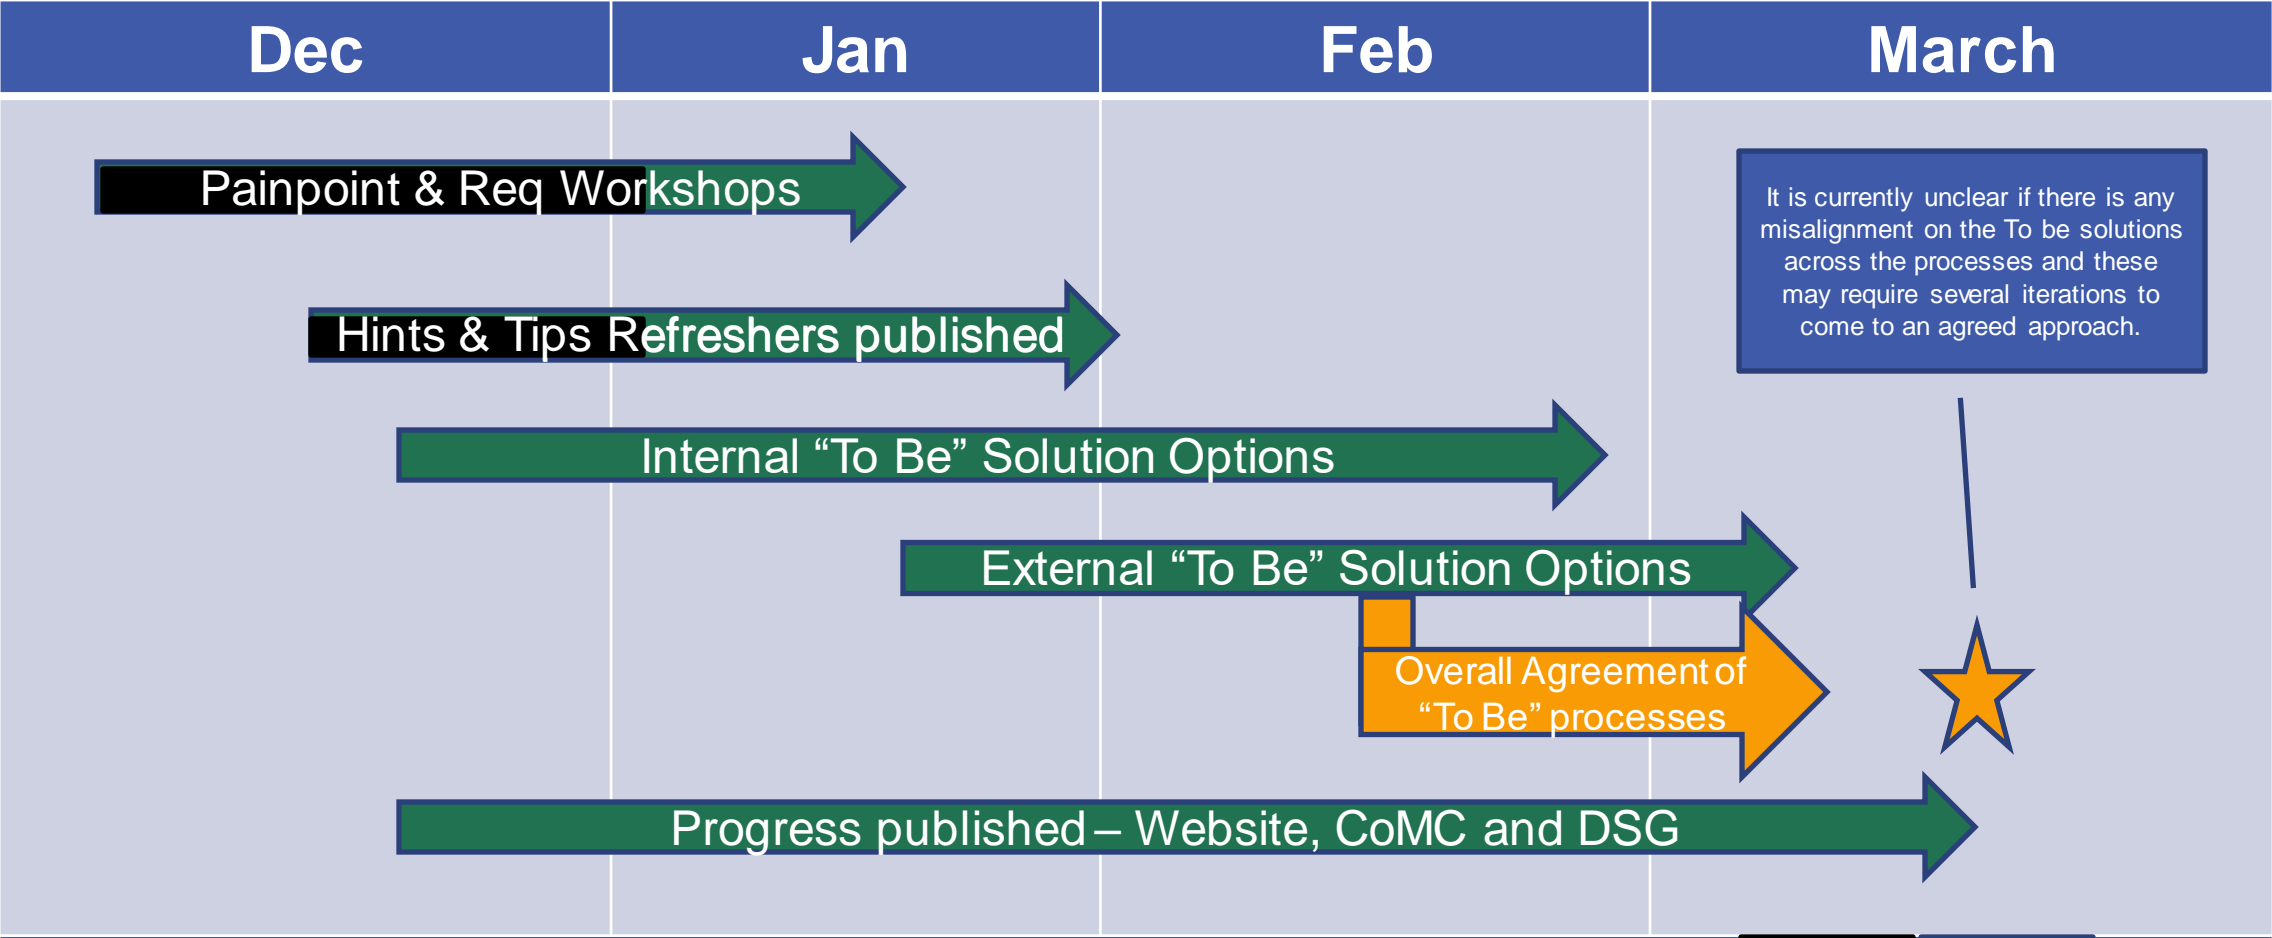 Dec
Jan
Feb
March
Painpoint & Req Workshops
Hints & Tips Refreshers published
Internal “To Be” Solution Options
External “To Be” Solution Options
Overall Agreement of
“To Be” processes
Progress published – Website, CoMC and DSG
It is currently unclear if there is any
misalignment on the To be solutions
across the processes and these
may require several iterations to
come to an agreed approach.